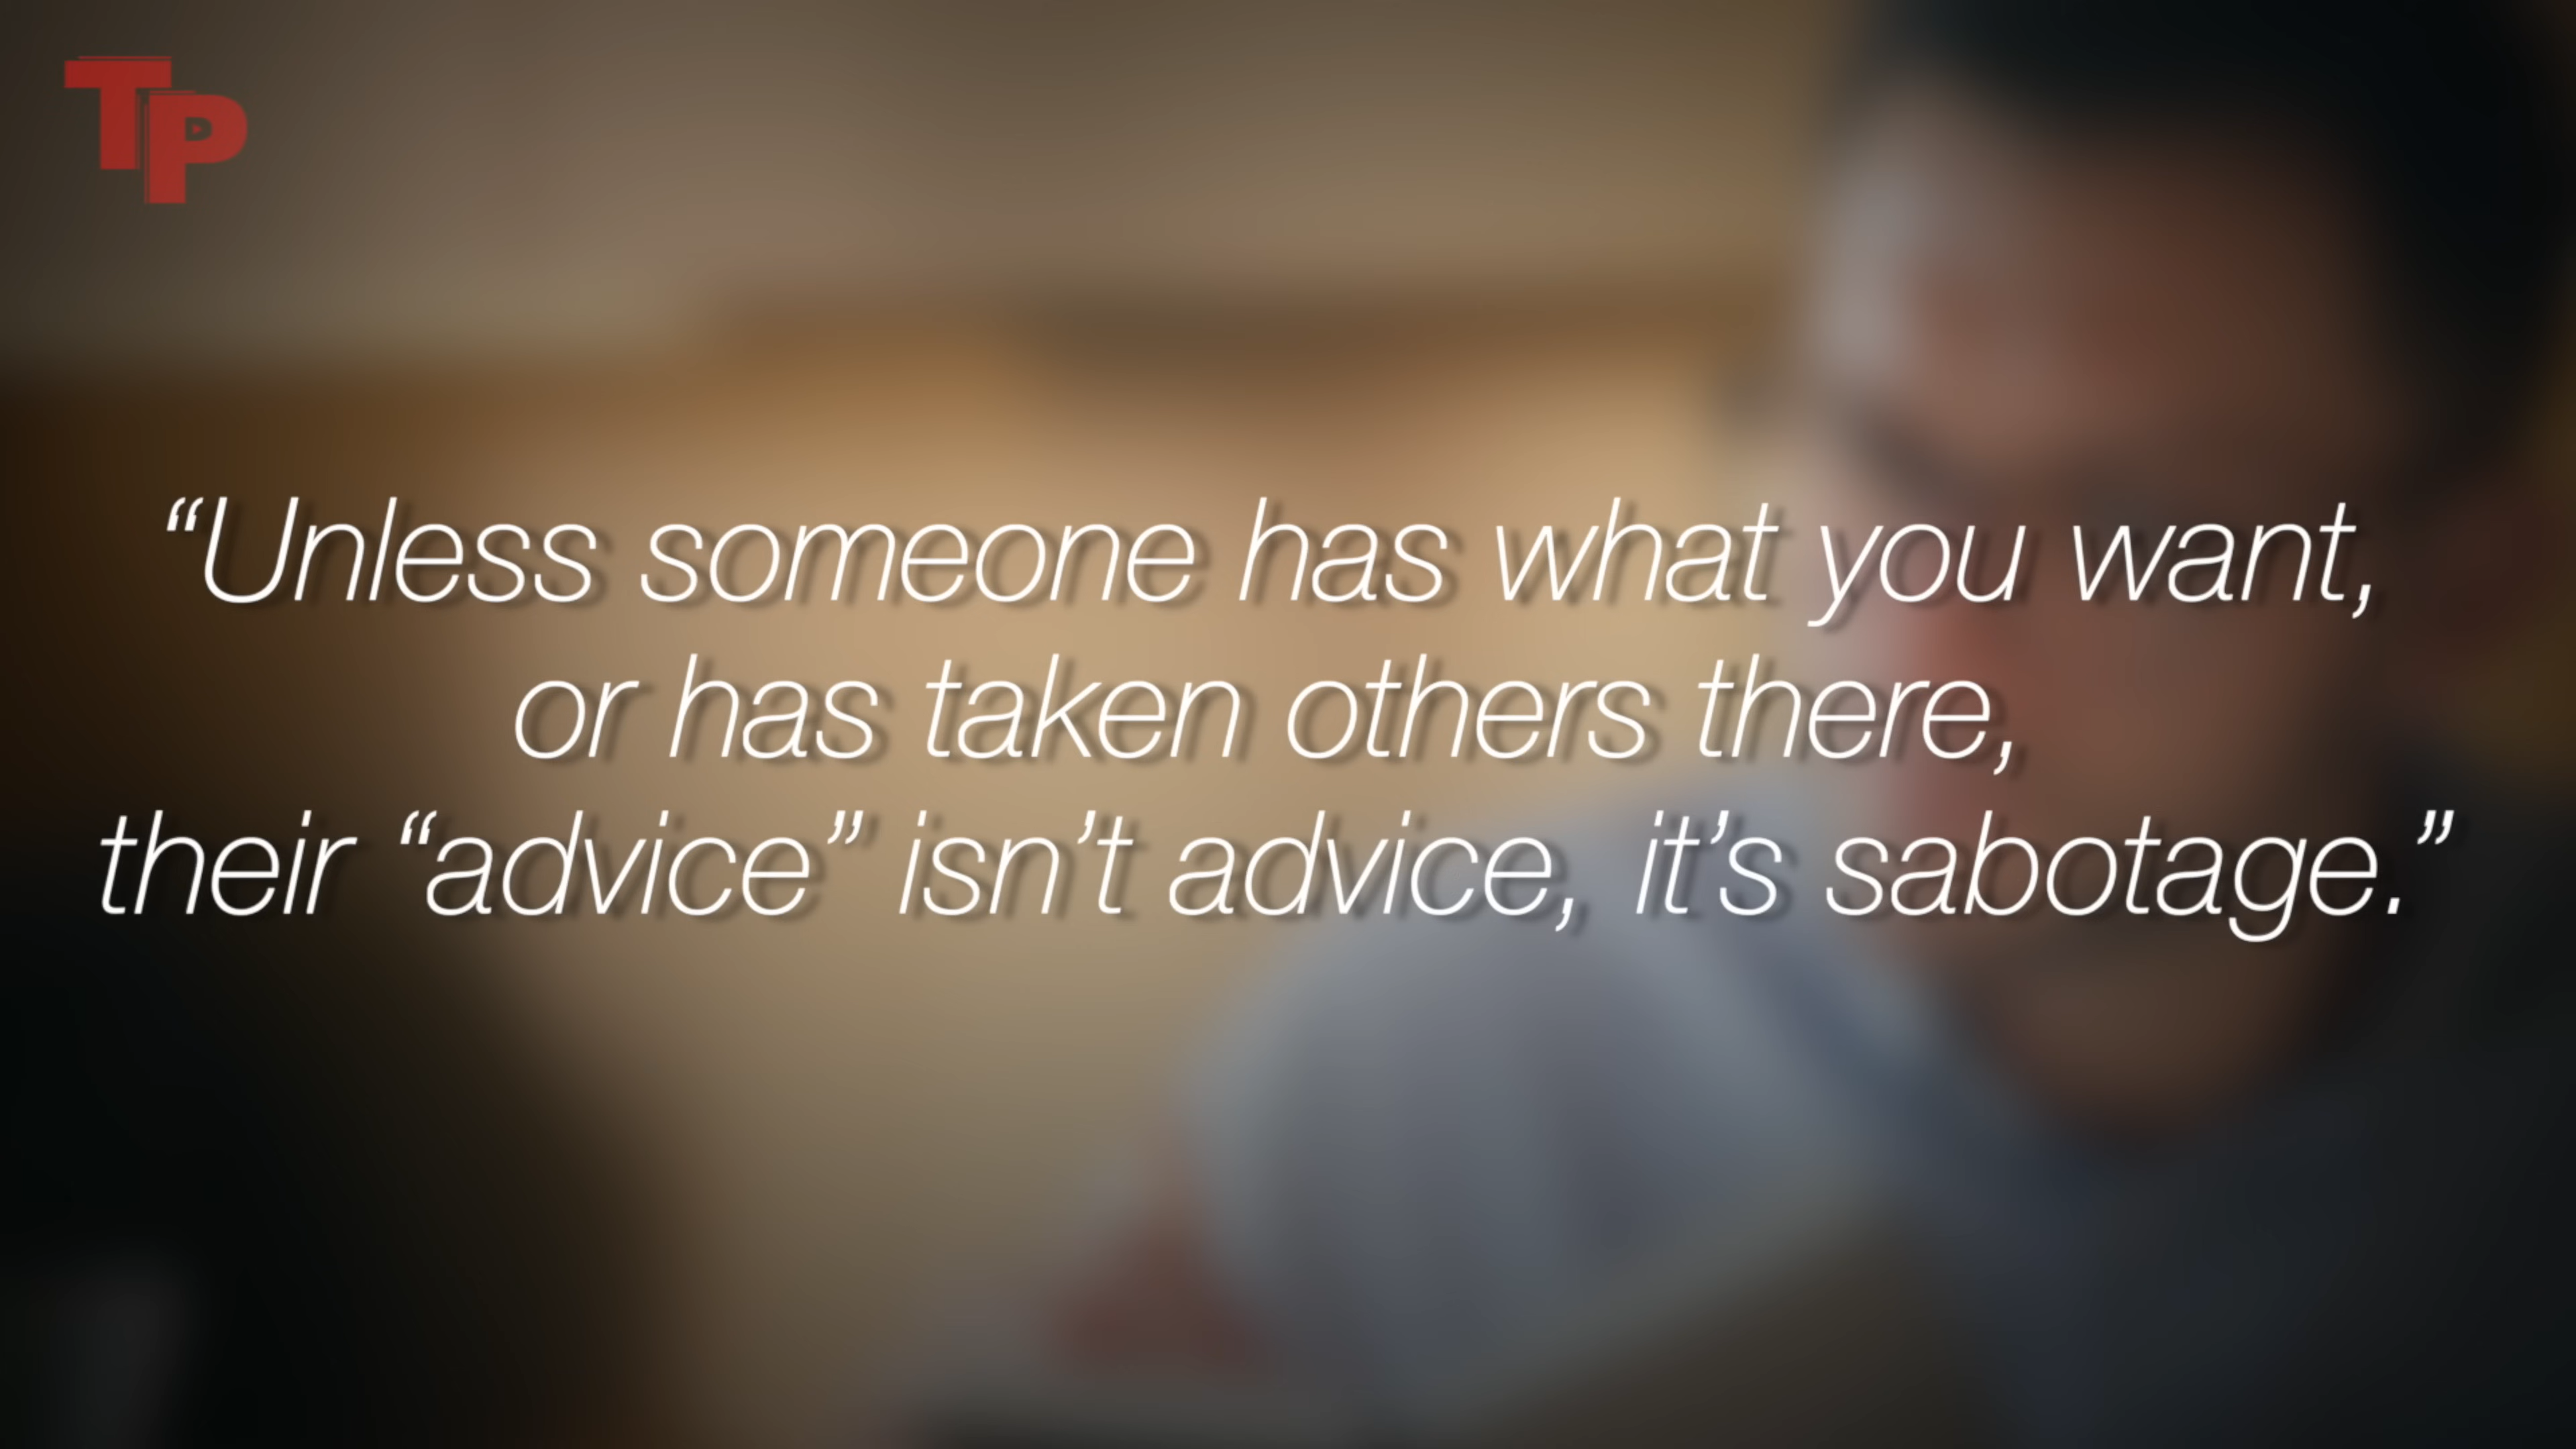 TP
“Unless someone has what you want,
or has taken others there,
their “advice” isn’t advice, it’s sabotage.”